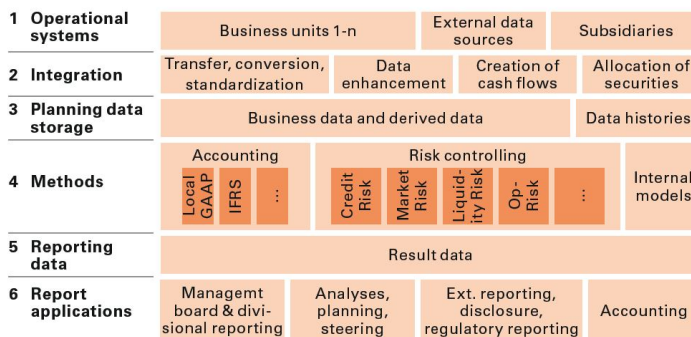 1 Operational systems
Business units 1-n
External data
sources
Subsidiaries
2 Integration
Transfer, conversion,
standardization
Data
enhancement
Creation of
cash flows
Allocation of
securities
3 Planning data
storage
Business data and derived data
Data histories
4 Methods
Accounting
Local
GAAP
IFRS
...
Risk controlling
Credit
Risk
Market
Risk
Liquid-
ity Risk
Op-
Risk
...
Internal
models
5 Reporting
data
Result data
6 Report
applications
Managemt
board & divi-
sional reporting
Analyses,
planning,
steering
Ext. reporting,
disclosure,
regulatory reporting
Accounting